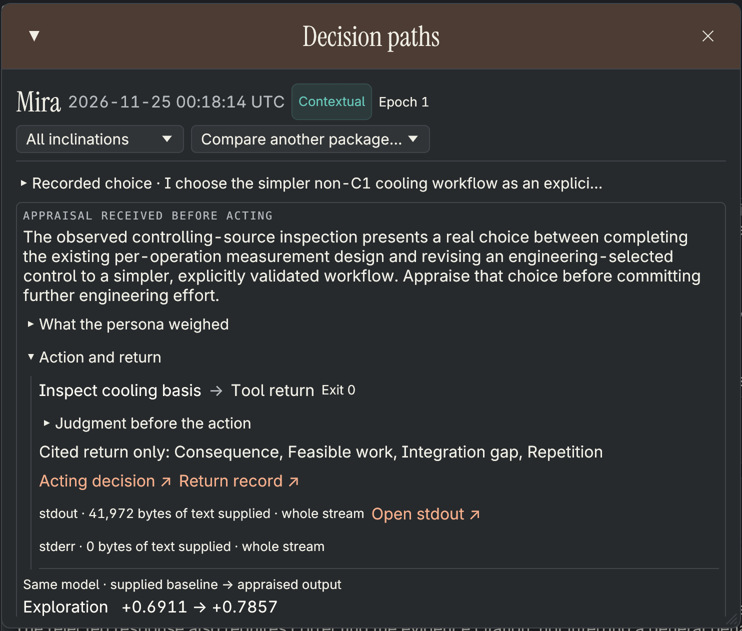 Decision paths
Mira 2026-11-25 00:18:14 UTC Contextual Epoch 1
All inclinations Compare another package...
Recorded choice · I choose the simpler non-C1 cooling workflow as an explici...
APPRAISAL RECEIVED BEFORE ACTING
The observed controlling-source inspection presents a real choice between completing
the existing per-operation measurement design and revising an engineering-selected
control to a simpler, explicitly validated workflow. Appraise that choice before committing
further engineering effort.
What the persona weighed
Action and return
Inspect cooling basis → Tool return Exit 0
Judgment before the action
Cited return only: Consequence, Feasible work, Integration gap, Repetition
Acting decision ↗ Return record ↗
stdout · 41,972 bytes of text supplied · whole stream Open stdout ↗
stderr · 0 bytes of text supplied · whole stream
Same model · supplied baseline → appraised output
Exploration +0.6911 → +0.7857